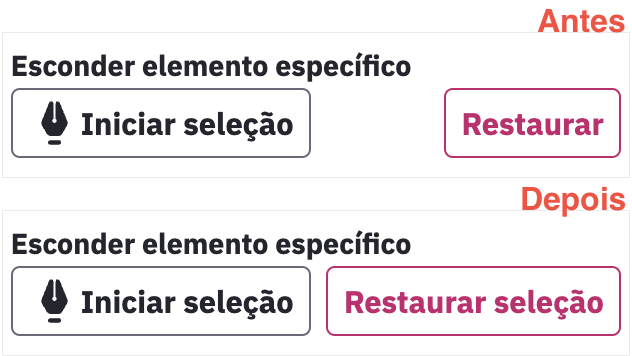 Antes
Esconder elemento específico
Iniciar seleção
Restaurar
Depois
Esconder elemento específico
Iniciar seleção
Restaurar seleção